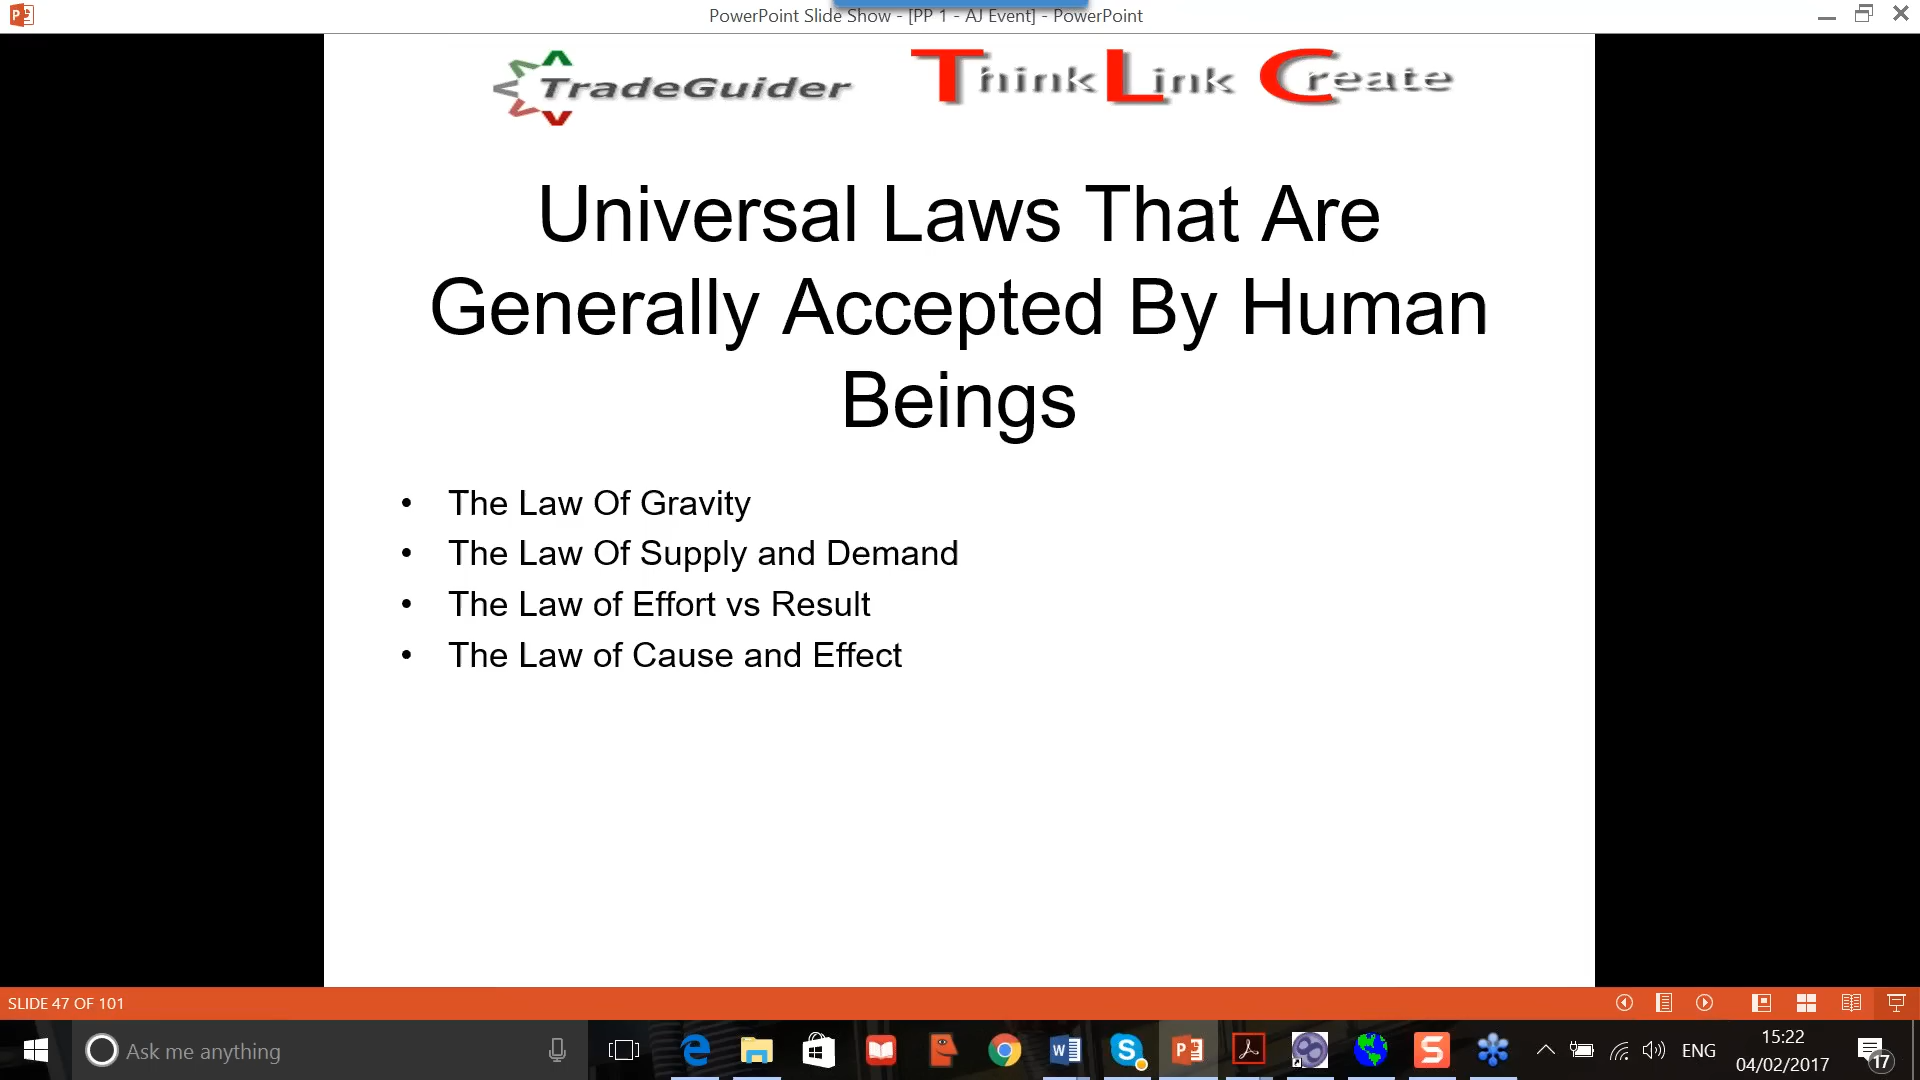 PowerPoint Slide Show - [PP 1 - AJ Event] - PowerPoint
TradeGuider
Think Link Create
Universal Laws That Are
Generally Accepted By Human
Beings
• The Law Of Gravity
• The Law Of Supply and Demand
• The Law of Effort vs Result
• The Law of Cause and Effect
SLIDE 47 OF 101
Ask me anything
ENG
15:22
04/02/2017
17